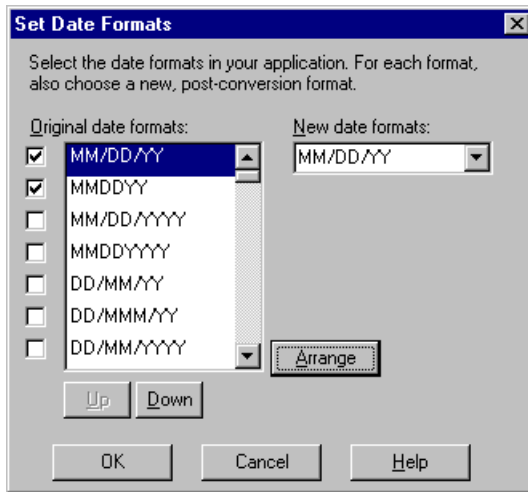 Set Date Formats
Select the date formats in your application. For each format,
also choose a new, post-conversion format.
Original date formats:
New date formats:
MM/DD/YY
MM/DD/YY
MMDDYY
MM/DD/YYYY
MMDDYYYY
DD/MM/YY
DD/MMM/YY
DD/MM/YYYY
Arrange
Up
Down
OK
Cancel
Help